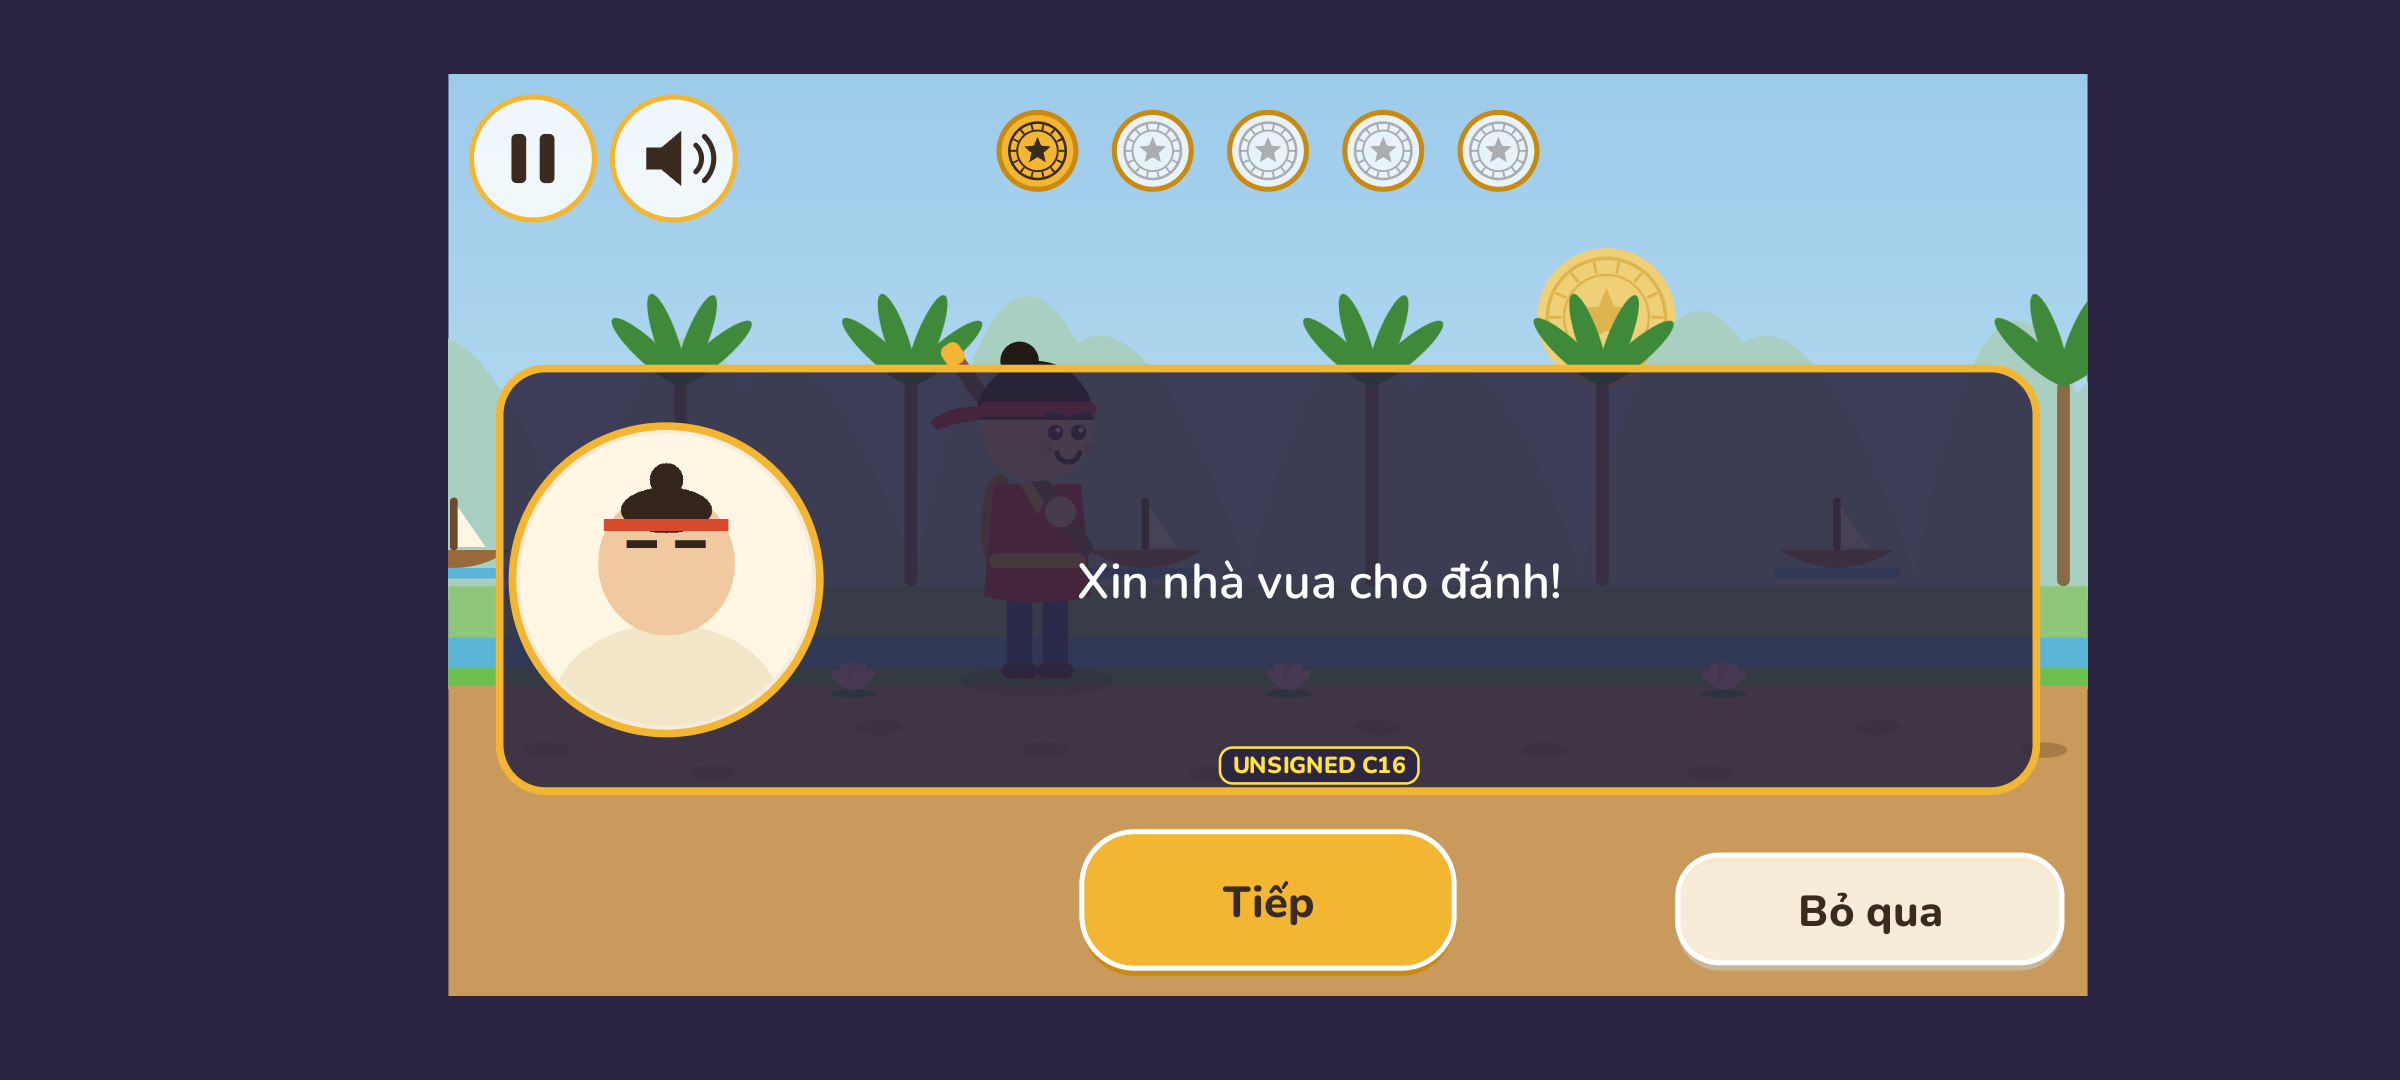 Xin nhà vua cho đánh!
UNSIGNED C16
Tiếp
Bỏ qua